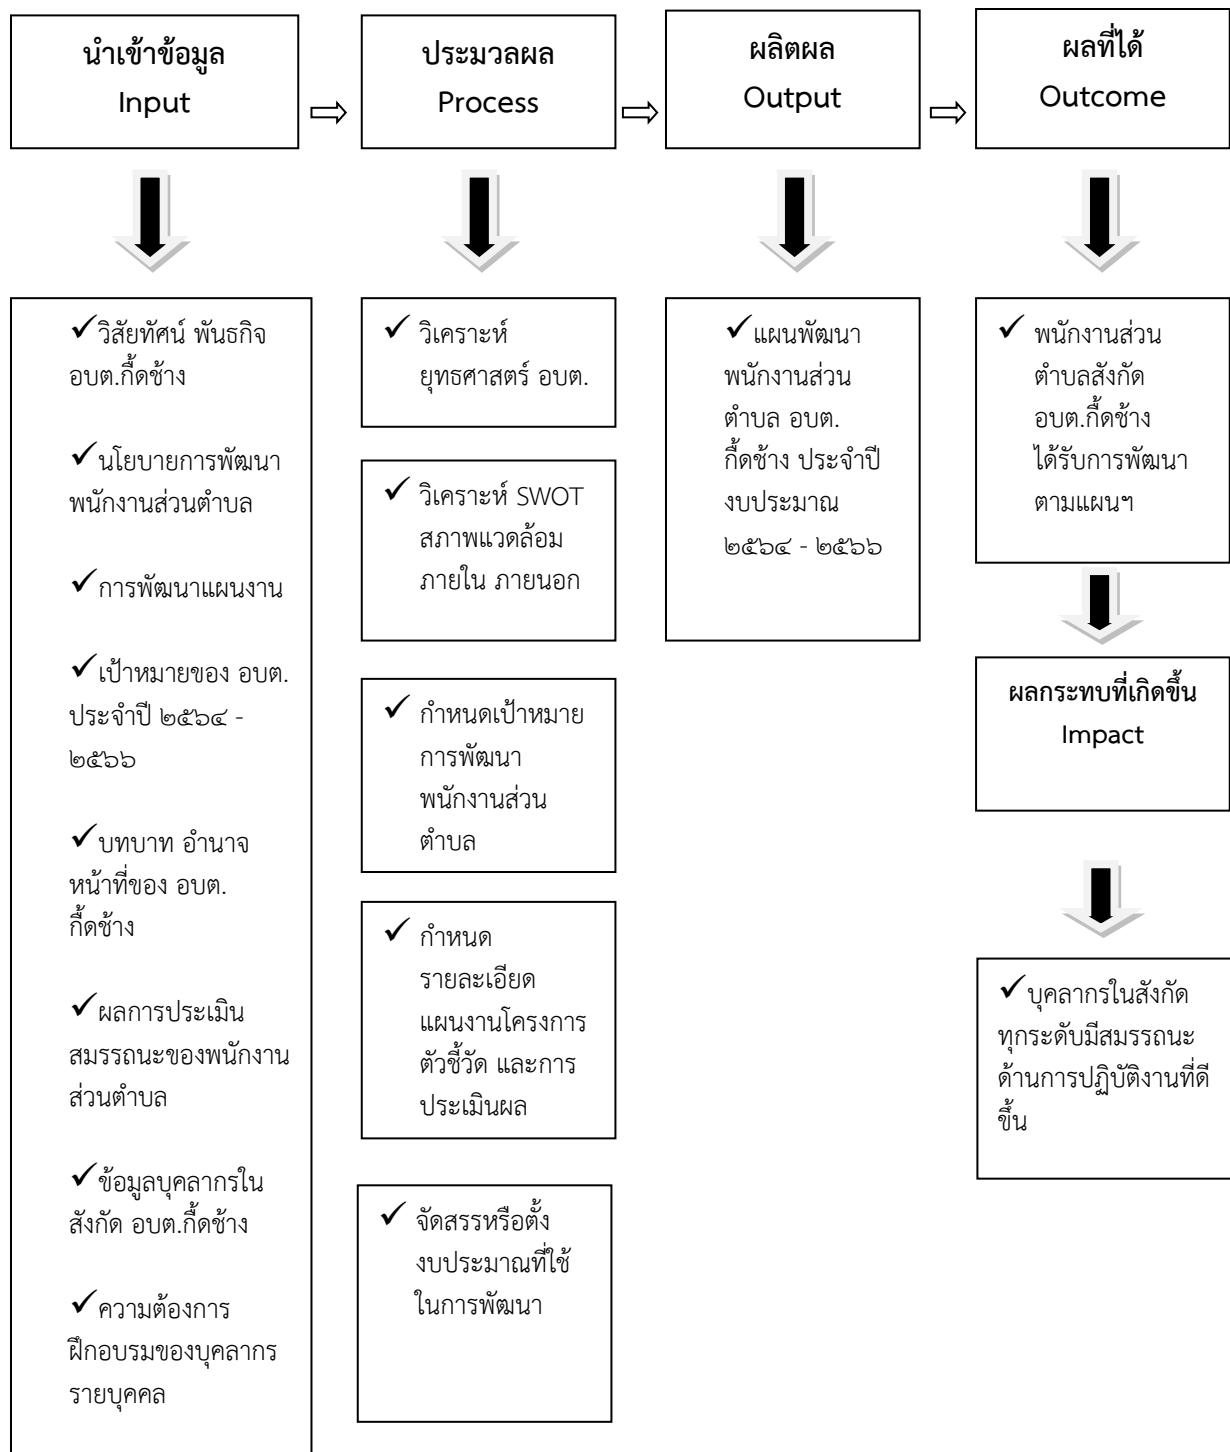 นำเข้าข้อมูล
Input
ประมวลผล
Process
ผลิตผล
Output
ผลที่ได้
Outcome
✓วิสัยทัศน์ พันธกิจ
อบต.กื้ดช้าง
✓นโยบายการพัฒนา
พนักงานส่วนตำบล
✓การพัฒนาแผนงาน
✓เป้าหมายของ อบต.
ประจำปี ๒๕๖๔ -
๒๕๖๖
✓บทบาท อำนาจ
หน้าที่ของ อบต.
กื้ดช้าง
✓ผลการประเมิน
สมรรถนะของพนักงาน
ส่วนตำบล
✓ข้อมูลบุคลากรใน
สังกัด อบต.กื้ดช้าง
✓ความต้องการ
ฝึกอบรมของบุคลากร
รายบุคคล
✓ วิเคราะห์
ยุทธศาสตร์ อบต.
✓ วิเคราะห์ SWOT
สภาพแวดล้อม
ภายใน ภายนอก
✓ กำหนดเป้าหมาย
การพัฒนา
พนักงานส่วน
ตำบล
✓ กำหนด
รายละเอียด
แผนงานโครงการ
ตัวชี้วัด และการ
ประเมินผล
✓ จัดสรรหรือตั้ง
งบประมาณที่ใช้
ในการพัฒนา
✓แผนพัฒนา
พนักงานส่วน
ตำบล อบต.
กื้ดช้าง ประจำปี
งบประมาณ
๒๕๖๔ - ๒๕๖๖
✓ พนักงานส่วน
ตำบลสังกัด
อบต.กื้ดช้าง
ได้รับการพัฒนา
ตามแผนฯ
ผลกระทบที่เกิดขึ้น
Impact
✓บุคลากรในสังกัด
ทุกระดับมีสมรรถนะ
ด้านการปฏิบัติงานที่ดี
ขึ้น